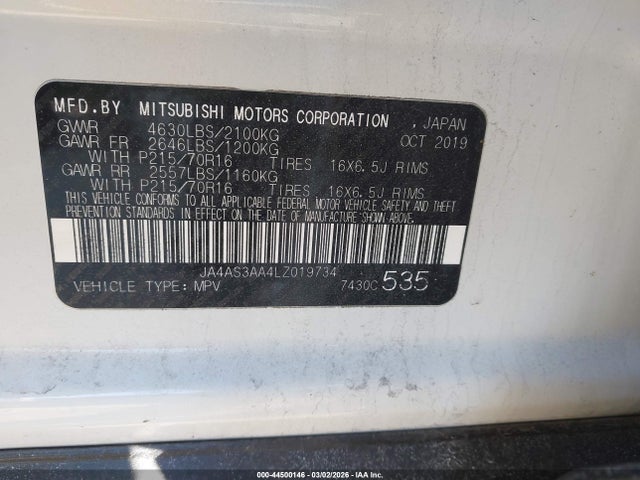 MFD.BY MITSUBISHI MOTORS CORPORATION . JAPAN
GVWR 4630LBS/2100KG OCT 2019
GAWR FR 2646LBS/1200KG
WITH P215/70R16 TIRES 16X6.5J RIMS
GAWR RR 2557LBS/1160KG
WITH P215/70R16 TIRES 16X6.5J RIMS
THIS VEHICLE CONFORMS TO ALL APPLICABLE FEDERAL MOTOR VEHICLE SAFETY AND THEFT
PREVENTION STANDARDS IN EFFECT ON THE DATE OF MANUFACTURE SHOWN ABOVE.
JA4AS3AA4LZ019734
VEHICLE TYPE: MPV 7430C 535
000-44500146 - 03/02/2026 - IAA Inc.